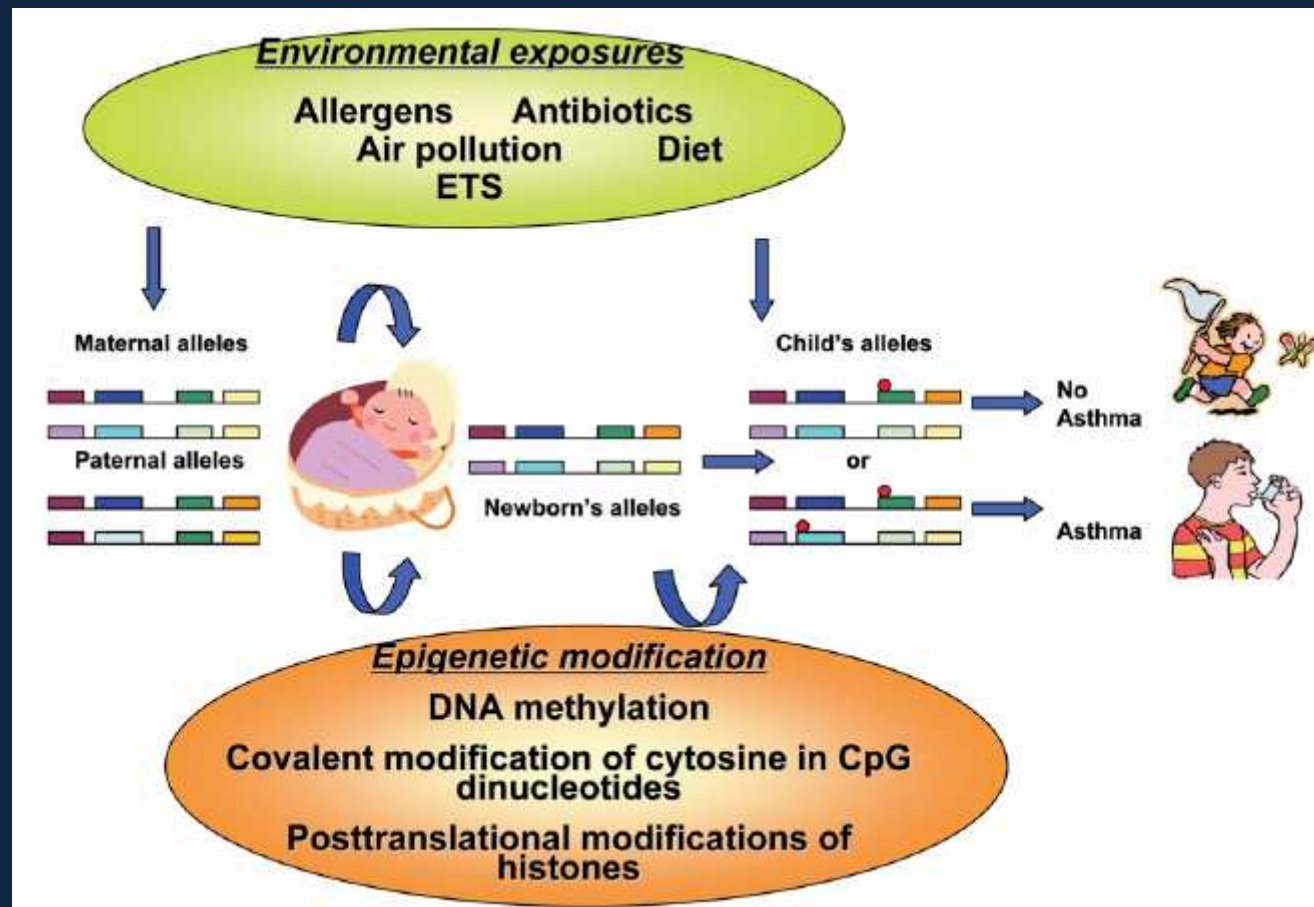 Environmental exposures
Allergens Antibiotics
Air pollution Diet
ETS
Maternal alleles
Paternal alleles
Newborn's alleles
Child's alleles
or
No
Asthma
Asthma
Epigenetic modification
DNA methylation
Covalent modification of cytosine in CpG
dinucleotides
Posttranslational modifications of
histones